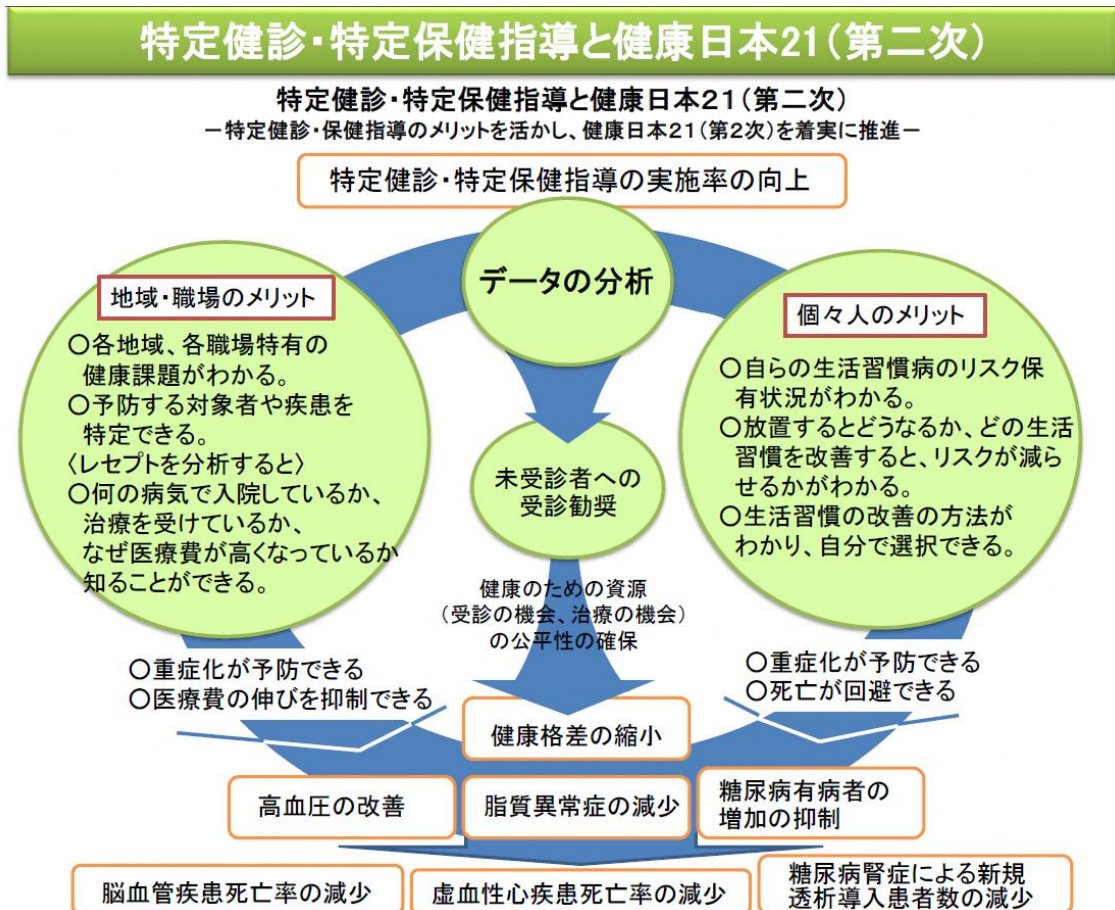 特定健診・特定保健指導と健康日本21(第二次)
特定健診・特定保健指導と健康日本21(第二次)
－特定健診・保健指導のメリットを活かし、健康日本21(第2次)を着実に推進－
特定健診・特定保健指導の実施率の向上
データの分析
地域・職場のメリット
○各地域、各職場特有の
健康課題がわかる。
○予防する対象者や疾患を
特定できる。
〈レセプトを分析すると〉
○何の病気で入院しているか、
治療を受けているか、
なぜ医療費が高くなっているか
知ることができる。
個々人のメリット
○自らの生活習慣病のリスク保
有状況がわかる。
○放置するとどうなるか、どの生活
習慣を改善すると、リスクが減ら
せるかがわかる。
○生活習慣の改善の方法が
わかり、自分で選択できる。
未受診者への
受診勧奨
健康のための資源
(受診の機会、治療の機会)
の公平性の確保
○重症化が予防できる
○医療費の伸びを抑制できる
○重症化が予防できる
○死亡が回避できる
健康格差の縮小
高血圧の改善
脂質異常症の減少
糖尿病有病者の
増加の抑制
脳血管疾患死亡率の減少
虚血性心疾患死亡率の減少
糖尿病腎症による新規
透析導入患者数の減少